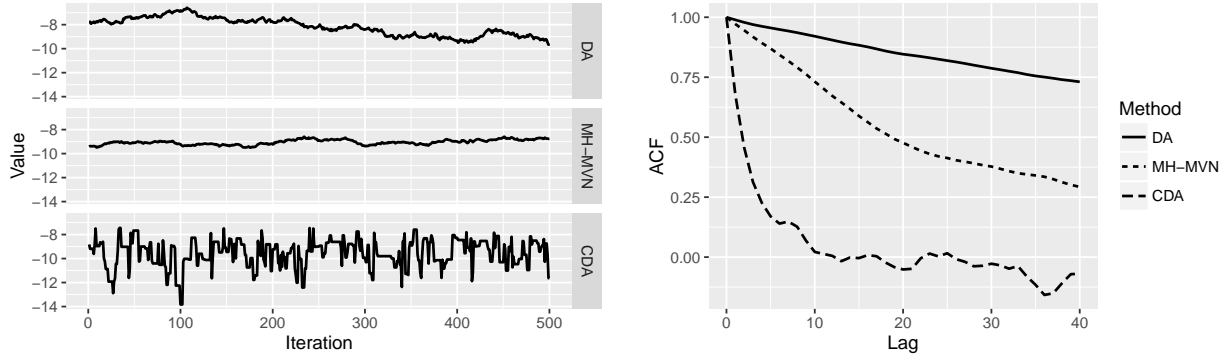 −8
−10
−12
−14
DA
−8
−10
−12
−14
MH−MVN
−8
−10
−12
−14
CDA
Value
0 100 200 300 400 500
Iteration
1.00
0.75
0.50
0.25
0.00
ACF
0 10 20 30 40
Lag
Method
DA
MH−MVN
CDA